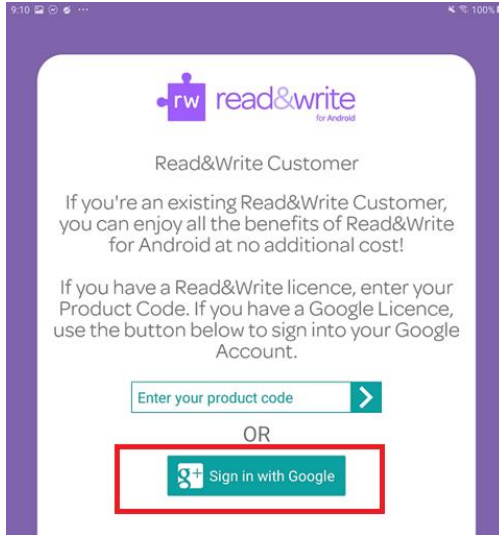 9:10 100%
rw read&write
for Android
Read&Write Customer
If you're an existing Read&Write Customer,
you can enjoy all the benefits of Read&Write
for Android at no additional cost!
If you have a Read&Write licence, enter your
Product Code. If you have a Google Licence,
use the button below to sign into your Google
Account.
Enter your product code
OR
g+ Sign in with Google